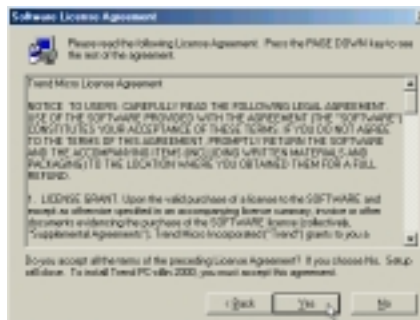 Software License Agreement
Please read the following License Agreement. Press the PAGE DOWN key to see
the rest of the agreement.
Trend Micro License Agreement
NOTICE TO USERS: CAREFULLY READ THE FOLLOWING LEGAL AGREEMENT.
USE OF THE SOFTWARE PROVIDED WITH THE AGREEMENT (THE "SOFTWARE")
CONSTITUTES YOUR ACCEPTANCE OF THESE TERMS. IF YOU DO NOT AGREE
TO THE TERMS OF THIS AGREEMENT, PROMPTLY RETURN THE SOFTWARE
AND THE ACCOMPANYING ITEMS (INCLUDING WRITTEN MATERIALS AND
PACKAGING) TO THE LOCATION WHERE YOU OBTAINED THEM FOR A FULL
REFUND.
1. LICENSE GRANT. Upon the valid purchase of a license to the SOFTWARE and
except as otherwise specified in an accompanying license summary, invoice or other
documents evidencing the purchase of the SOFTWARE license (collectively,
"Supplemental Agreements"), Trend Micro Incorporated ("Trend") grants to you a
Do you accept all the terms of the preceding License Agreement? If you choose No, Setup
will close. To install Trend PC-cillin 2000, you must accept this agreement.
< Back
Yes
No